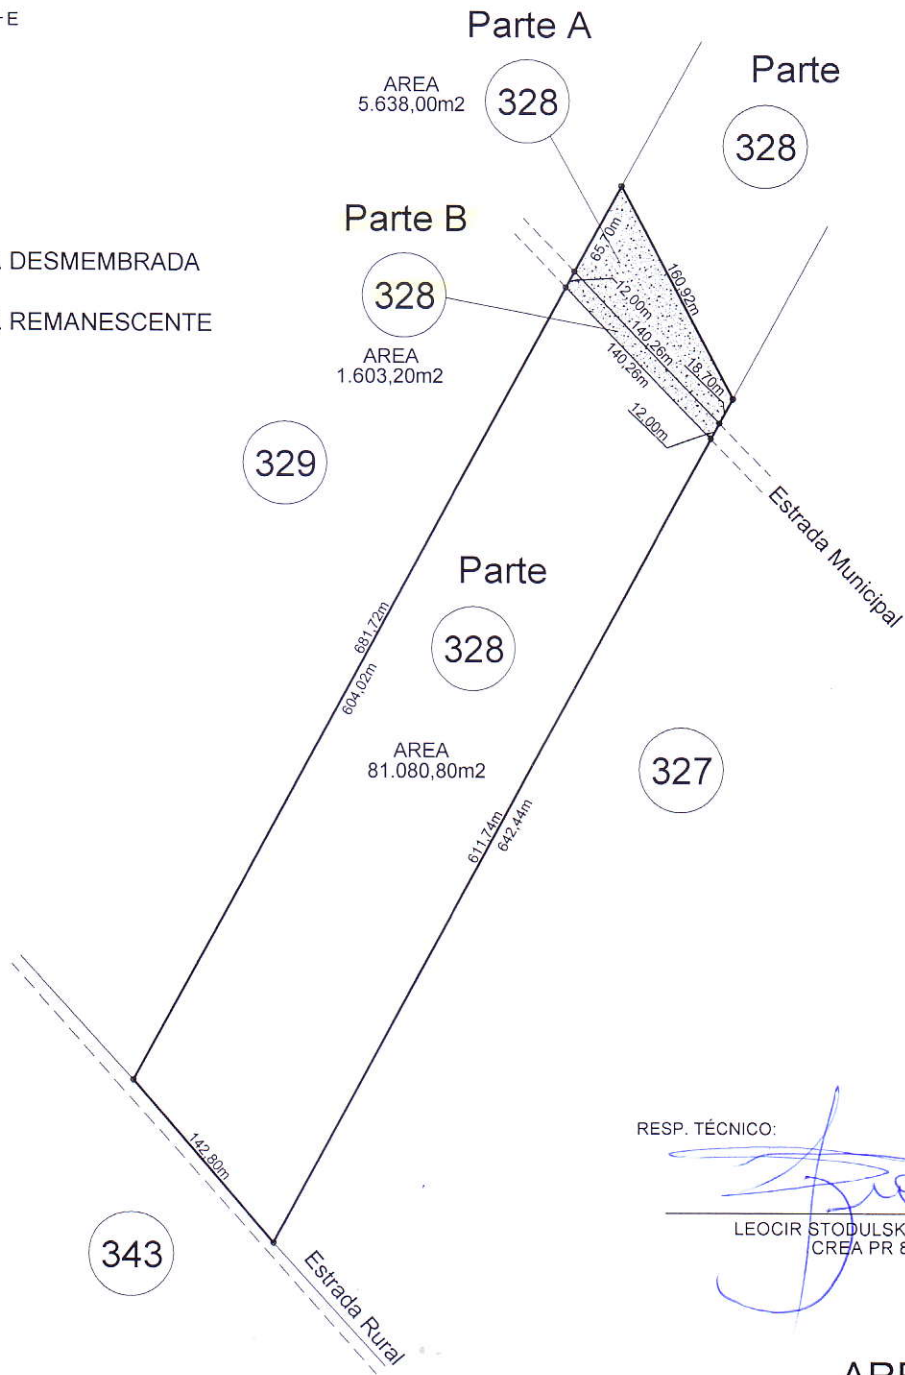 E
Parte A
AREA
5.638,00m2
328
Parte
328
Parte B
328
AREA
1.603,20m2
DESMEMBRADA
REMANESCENTE
65,70m
160,92m
12,00m
140,26m
140,26m
18,70m
12,00m
329
Estrada Municipal
Parte
328
681,72m
604,02m
AREA
81.080,80m2
327
611,74m
642,44m
142,80m
343
Estrada Rural
RESP. TÉCNICO:
LEOCIR STODULSK
CREA PR 8